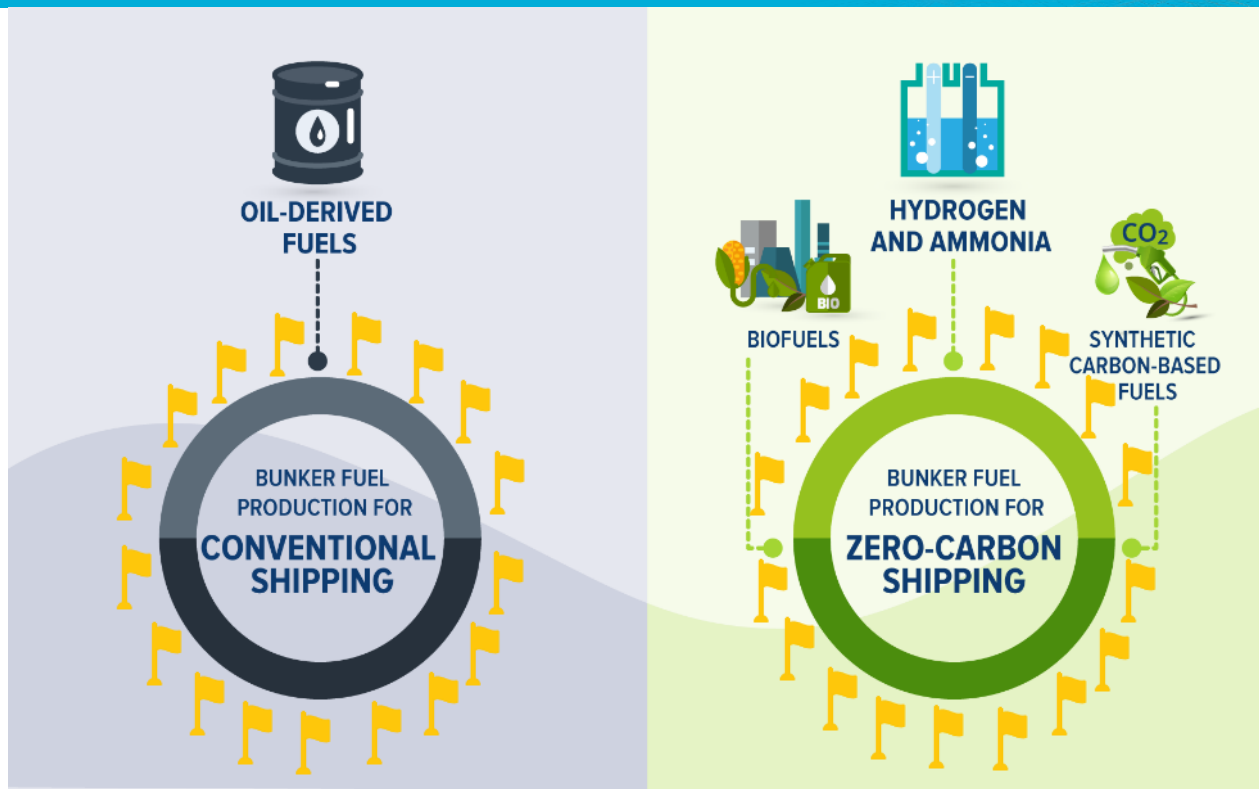 OIL-DERIVED
FUELS
BUNKER FUEL
PRODUCTION FOR
CONVENTIONAL
SHIPPING
HYDROGEN
AND AMMONIA
BIO
BIOFUELS
CO₂
SYNTHETIC
CARBON-BASED
FUELS
BUNKER FUEL
PRODUCTION FOR
ZERO-CARBON
SHIPPING